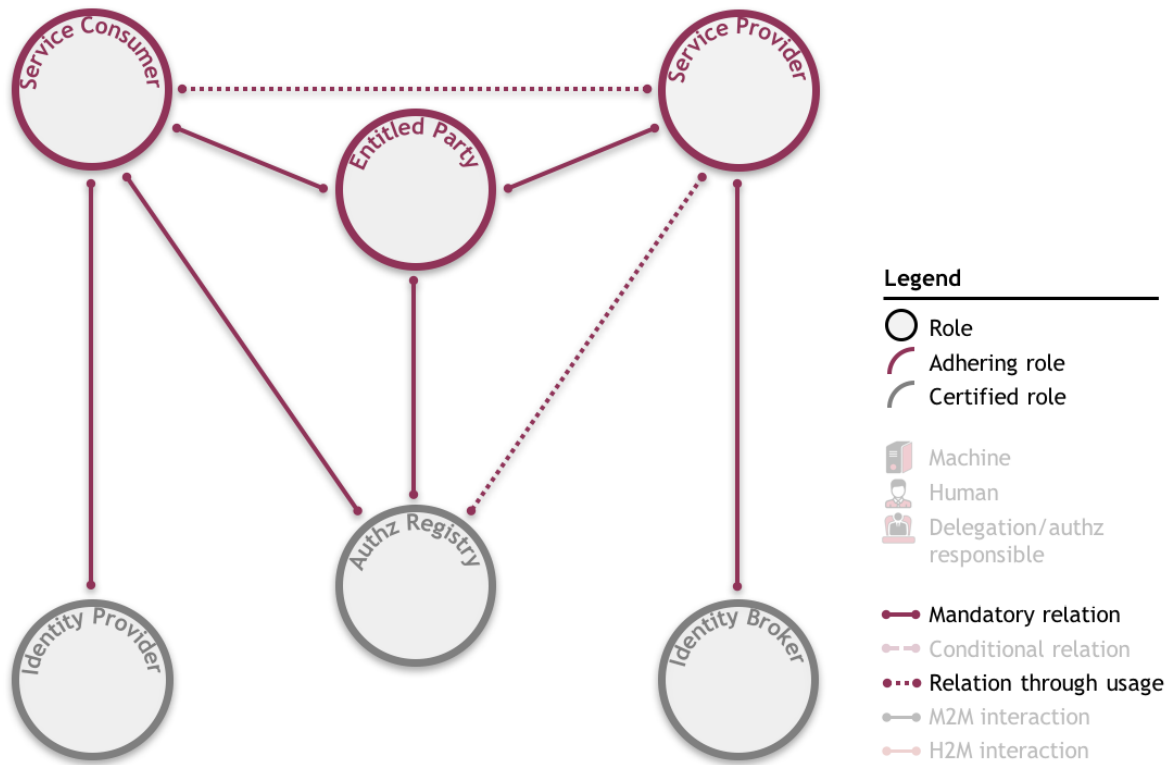 Service Consumer
Service Provider
Entitled Party
Authz Registry
Identity Provider
Identity Broker
Legend
Role
Adhering role
Certified role
Machine
Human
Delegation/authz
responsible
Mandatory relation
Conditional relation
Relation through usage
M2M interaction
H2M interaction